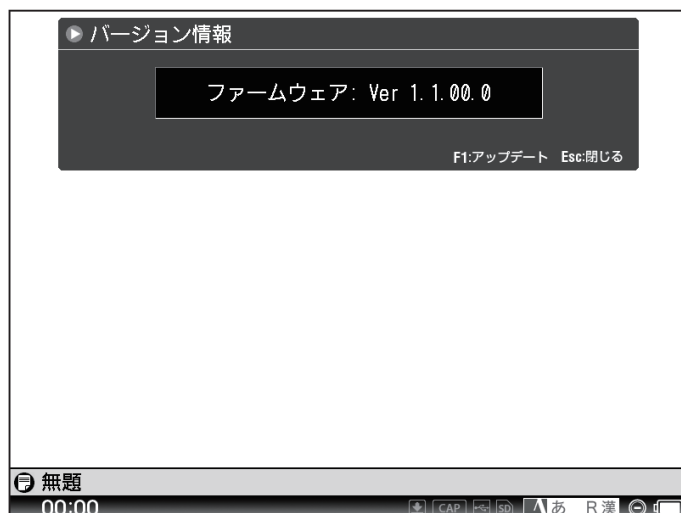 バージョン情報
ファームウェア: Ver 1.1.00.0
F1:アップデート Esc:閉じる
無題
00:00 CAP SD A あ R漢